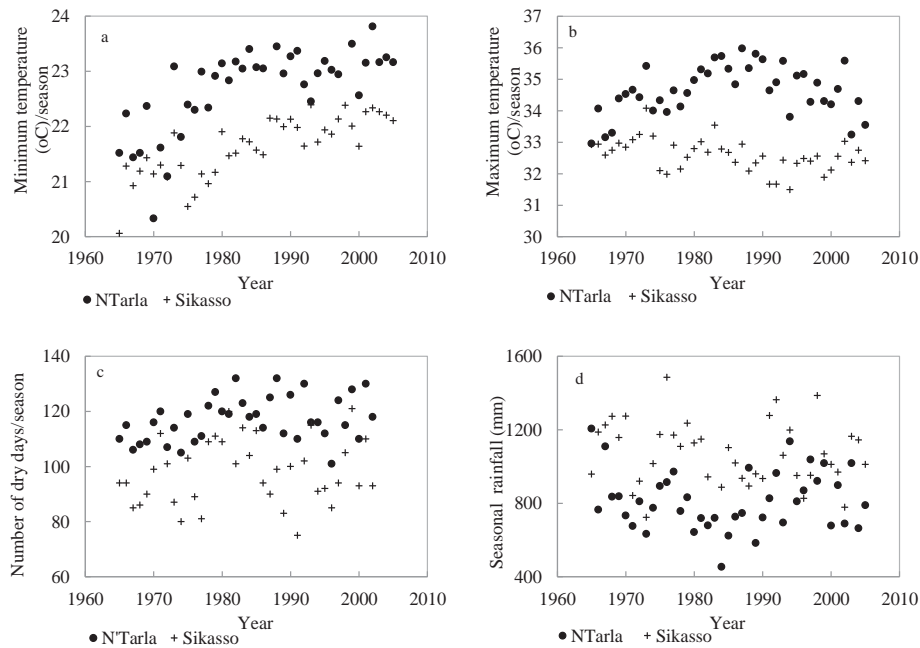 24
23
22
21
20
a
Minimum temperature
(oC)/season
1960 1970 1980 1990 2000 2010
Year
NTarla + Sikasso
37
36
35
34
33
32
31
30
b
Maximum temperature
(oC)/season
1960 1970 1980 1990 2000 2010
Year
NTarla + Sikasso
140
120
100
80
60
c
Number of dry days/season
1960 1970 1980 1990 2000 2010
Year
N'Tarla + Sikasso
1600
1200
800
400
d
Seasonal rainfall (mm)
1960 1970 1980 1990 2000 2010
Year
NTarla + Sikasso